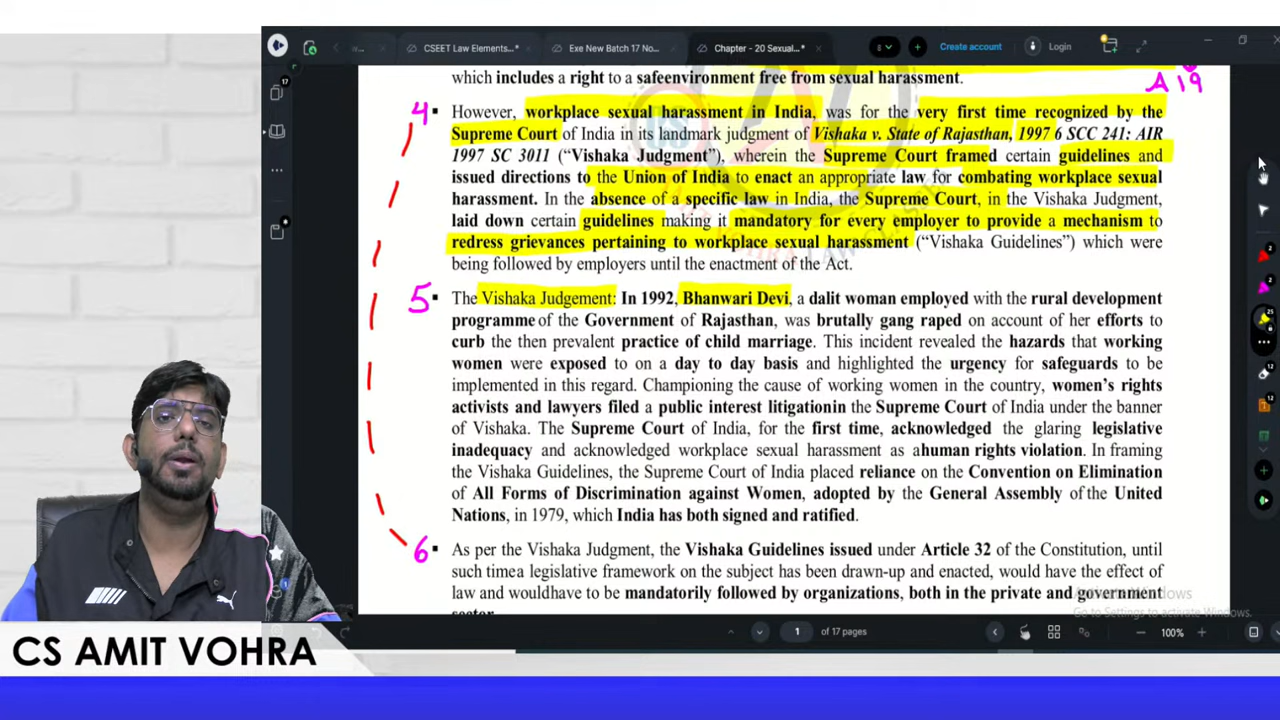 CSEET Law Elements...*
Exe New Batch 17 No...
Chapter - 20 Sexual...*
8
Create account
Login
17
which includes a right to a safeenvironment free from sexual harassment.
A 19
4
However, workplace sexual harassment in India, was for the very first time recognized by the
Supreme Court of India in its landmark judgment of Vishaka v. State of Rajasthan, 1997 6 SCC 241: AIR
1997 SC 3011 (“Vishaka Judgment”), wherein the Supreme Court framed certain guidelines and
issued directions to the Union of India to enact an appropriate law for combating workplace sexual
harassment. In the absence of a specific law in India, the Supreme Court, in the Vishaka Judgment,
laid down certain guidelines making it mandatory for every employer to provide a mechanism to
redress grievances pertaining to workplace sexual harassment (“Vishaka Guidelines”) which were
being followed by employers until the enactment of the Act.
5
The Vishaka Judgement: In 1992, Bhanwari Devi, a dalit woman employed with the rural development
programme of the Government of Rajasthan, was brutally gang raped on account of her efforts to
curb the then prevalent practice of child marriage. This incident revealed the hazards that working
women were exposed to on a day to day basis and highlighted the urgency for safeguards to be
implemented in this regard. Championing the cause of working women in the country, women’s rights
activists and lawyers filed a public interest litigationin the Supreme Court of India under the banner
of Vishaka. The Supreme Court of India, for the first time, acknowledged the glaring legislative
inadequacy and acknowledged workplace sexual harassment as ahuman rights violation. In framing
the Vishaka Guidelines, the Supreme Court of India placed reliance on the Convention on Elimination
of All Forms of Discrimination against Women, adopted by the General Assembly of the United
Nations, in 1979, which India has both signed and ratified.
6
As per the Vishaka Judgment, the Vishaka Guidelines issued under Article 32 of the Constitution, until
such timea legislative framework on the subject has been drawn-up and enacted, would have the effect of
law and wouldhave to be mandatorily followed by organizations, both in the private and government
sector
Activate Windows
Go to Settings to activate Windows.
1 of 17 pages
100%
CS AMIT VOHRA